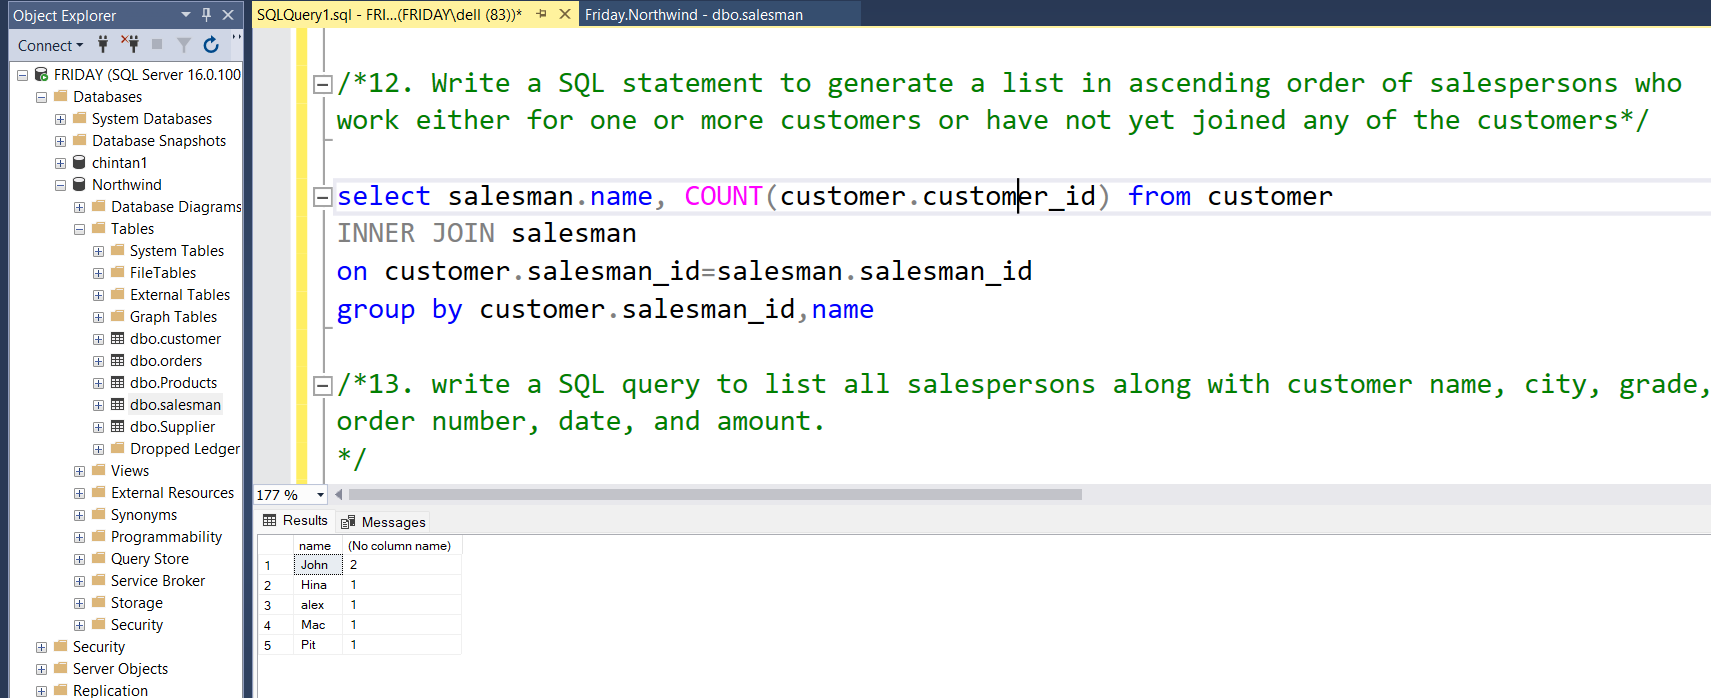 Object Explorer
Connect
FRIDAY (SQL Server 16.0.100
Databases
System Databases
Database Snapshots
chintan1
Northwind
Database Diagrams
Tables
System Tables
FileTables
External Tables
Graph Tables
dbo.customer
dbo.orders
dbo.Products
dbo.salesman
dbo.Supplier
Dropped Ledger
Views
External Resources
Synonyms
Programmability
Query Store
Service Broker
Storage
Security
Security
Server Objects
Replication
SQLQuery1.sql - FRI...(FRIDAY\dell (83))*
Friday.Northwind - dbo.salesman
/*12. Write a SQL statement to generate a list in ascending order of salespersons who
work either for one or more customers or have not yet joined any of the customers*/
select salesman.name, COUNT(customer.customer_id) from customer
INNER JOIN salesman
on customer.salesman_id=salesman.salesman_id
group by customer.salesman_id,name
/*13. write a SQL query to list all salespersons along with customer name, city, grade,
order number, date, and amount.
*/
177 %
Results Messages
name (No column name)
1 John 2
2 Hina 1
3 alex 1
4 Mac 1
5 Pit 1